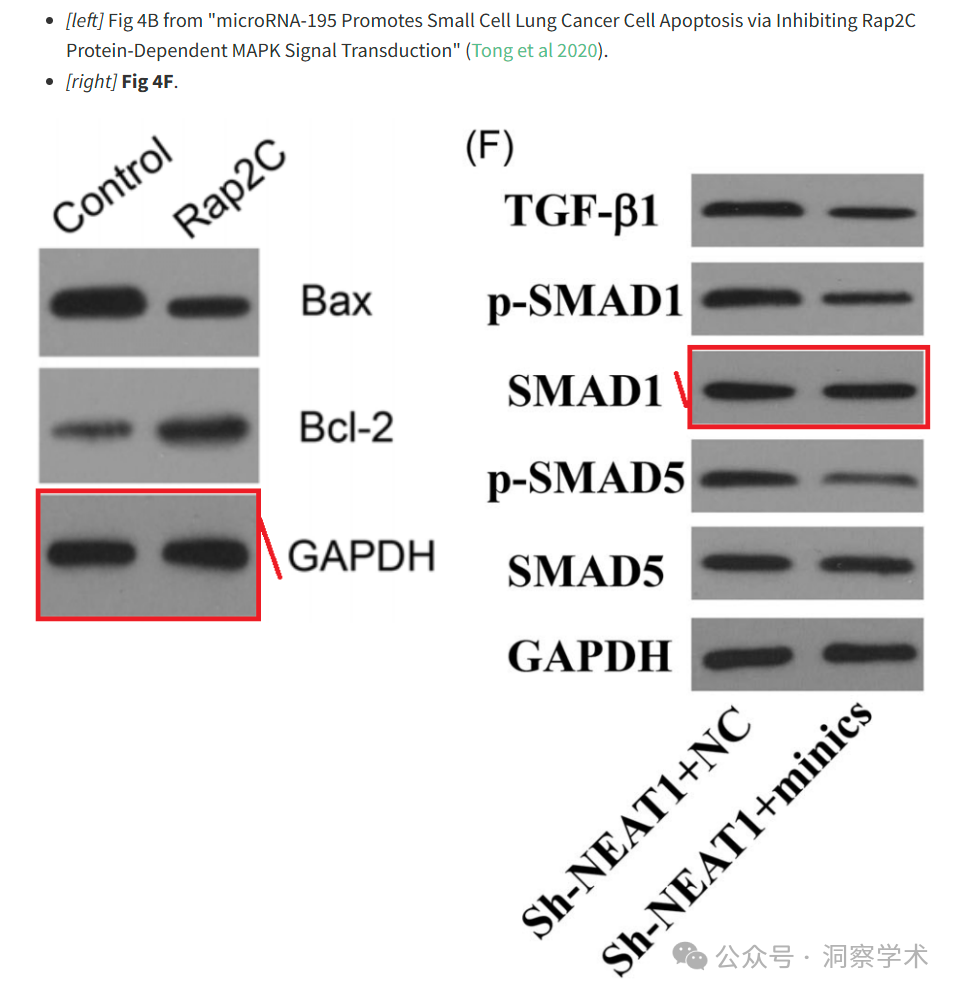 [left] Fig 4B from "microRNA-195 Promotes Small Cell Lung Cancer Cell Apoptosis via Inhibiting Rap2C
Protein-Dependent MAPK Signal Transduction" (Tong et al 2020).
[right] Fig 4F.
Control
Rap2C
Bax
Bcl-2
GAPDH
(F)
TGF-β1
p-SMAD1
SMAD1
p-SMAD5
SMAD5
GAPDH
Sh-NEAT1+NC
Sh-NEAT1+minics
公众号 · 洞察学术